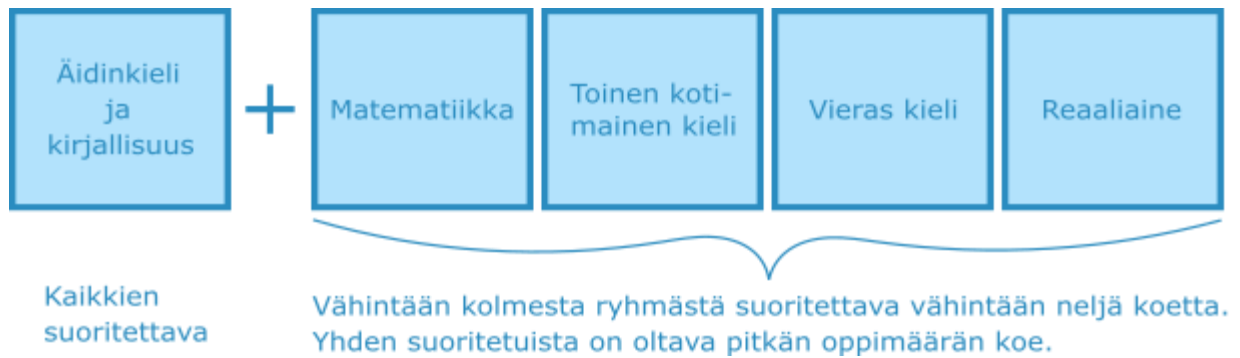 Äidinkieli
ja
kirjallisuus
+
Matematiikka
Toinen koti-
mainen kieli
Vieras kieli
Reaaliaine
Kaikkien
suoritettava
Vähintään kolmesta ryhmästä suoritettava vähintään neljä koetta.
Yhden suoritetuista on oltava pitkän oppimäärän koe.